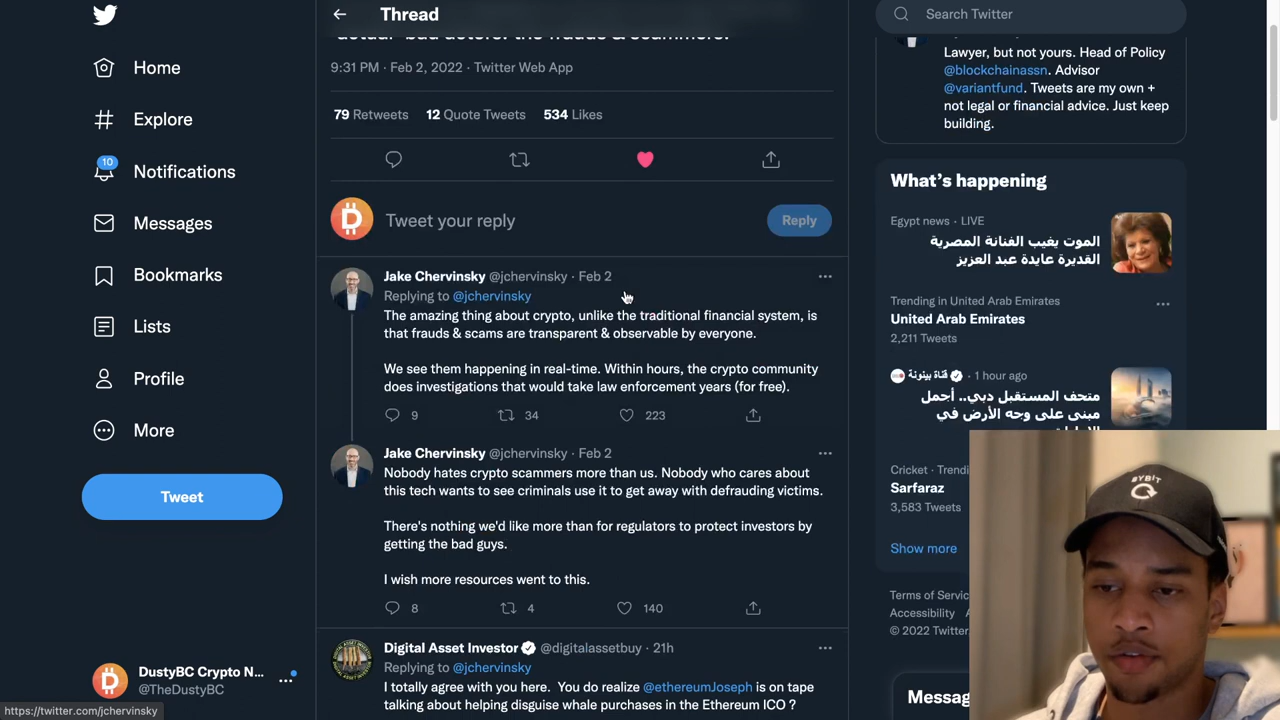 Thread
Search Twitter
9:31 PM · Feb 2, 2022 · Twitter Web App
79 Retweets 12 Quote Tweets 534 Likes
Home
Explore
10
Notifications
Messages
Bookmarks
Lists
Profile
More
Tweet
DustyBC Crypto N...
@TheDustyBC
https://twitter.com/jchervinsky
Tweet your reply
Reply
Jake Chervinsky @jchervinsky · Feb 2
Replying to @jchervinsky
The amazing thing about crypto, unlike the traditional financial system, is
that frauds & scams are transparent & observable by everyone.
We see them happening in real-time. Within hours, the crypto community
does investigations that would take law enforcement years (for free).
9 34 223
Jake Chervinsky @jchervinsky · Feb 2
Nobody hates crypto scammers more than us. Nobody who cares about
this tech wants to see criminals use it to get away with defrauding victims.
There's nothing we'd like more than for regulators to protect investors by
getting the bad guys.
I wish more resources went to this.
8 4 140
Digital Asset Investor @digitalassetbuy · 21h
Replying to @jchervinsky
I totally agree with you here. You do realize @ethereumJoseph is on tape
talking about helping disguise whale purchases in the Ethereum ICO ?
Lawyer, but not yours. Head of Policy
@blockchainassn. Advisor
@variantfund. Tweets are my own +
not legal or financial advice. Just keep
building.
What's happening
Egypt news · LIVE
الموت يغيب الفنانة المصرية
القديرة عايدة عبد العزيز
Trending in United Arab Emirates
United Arab Emirates
2,211 Tweets
قناة بينونة · 1 hour ago
متحف المستقبل دبي.. أجمل
مبنى على وجه الأرض في
Cricket · Trendi
Sarfaraz
3,583 Tweets
Show more
Terms of Servic
Accessibility
© 2022 Twitter
Messag
BYBIT